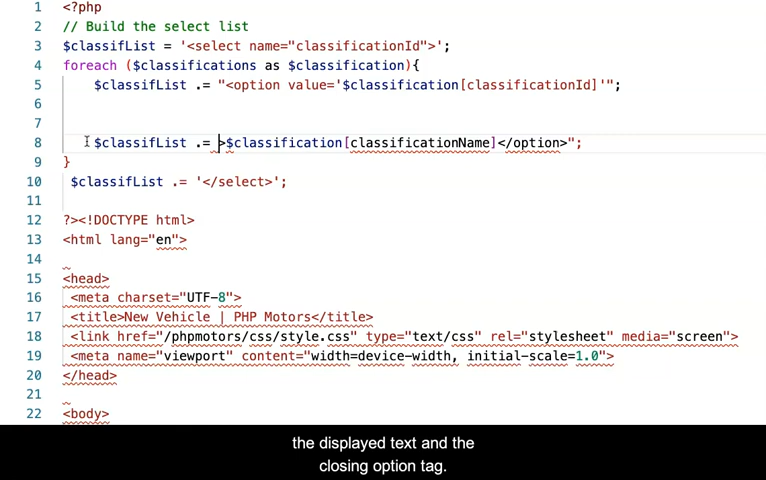 1 <?php
2 // Build the select list
3 $classifList = '<select name="classificationId">';
4 foreach ($classifications as $classification){
5 $classifList .= "<option value='$classification[classificationId]'";
6
7
8 $classifList .= >$classification[classificationName]</option>";
9 }
10 $classifList .= '</select>';
11
12 ?><!DOCTYPE html>
13 <html lang="en">
14
15 <head>
16 <meta charset="UTF-8">
17 <title>New Vehicle | PHP Motors</title>
18 <link href="/phpmotors/css/style.css" type="text/css" rel="stylesheet" media="screen">
19 <meta name="viewport" content="width=device-width, initial-scale=1.0">
20 </head>
21
22 <body>
the displayed text and the
closing option tag.